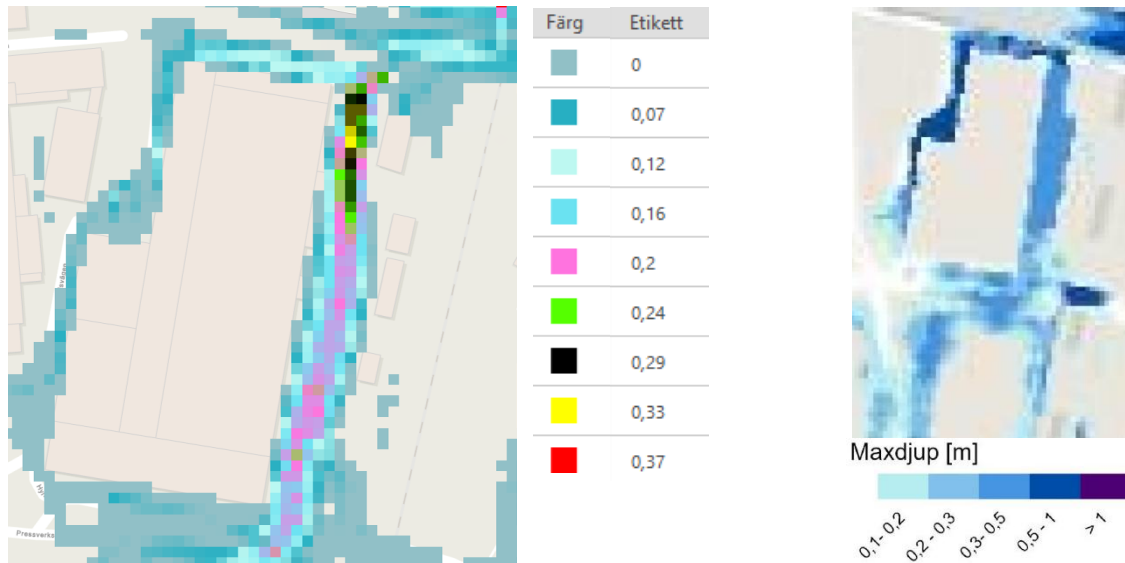 Färg Etikett
0
0,07
0,12
0,16
0,2
0,24
0,29
0,33
0,37
svägen
Pressverks
Maxdjup [m]
0,1-0,2
0,2 - 0,3
0,3- 0,5
0,5 - 1
> 1